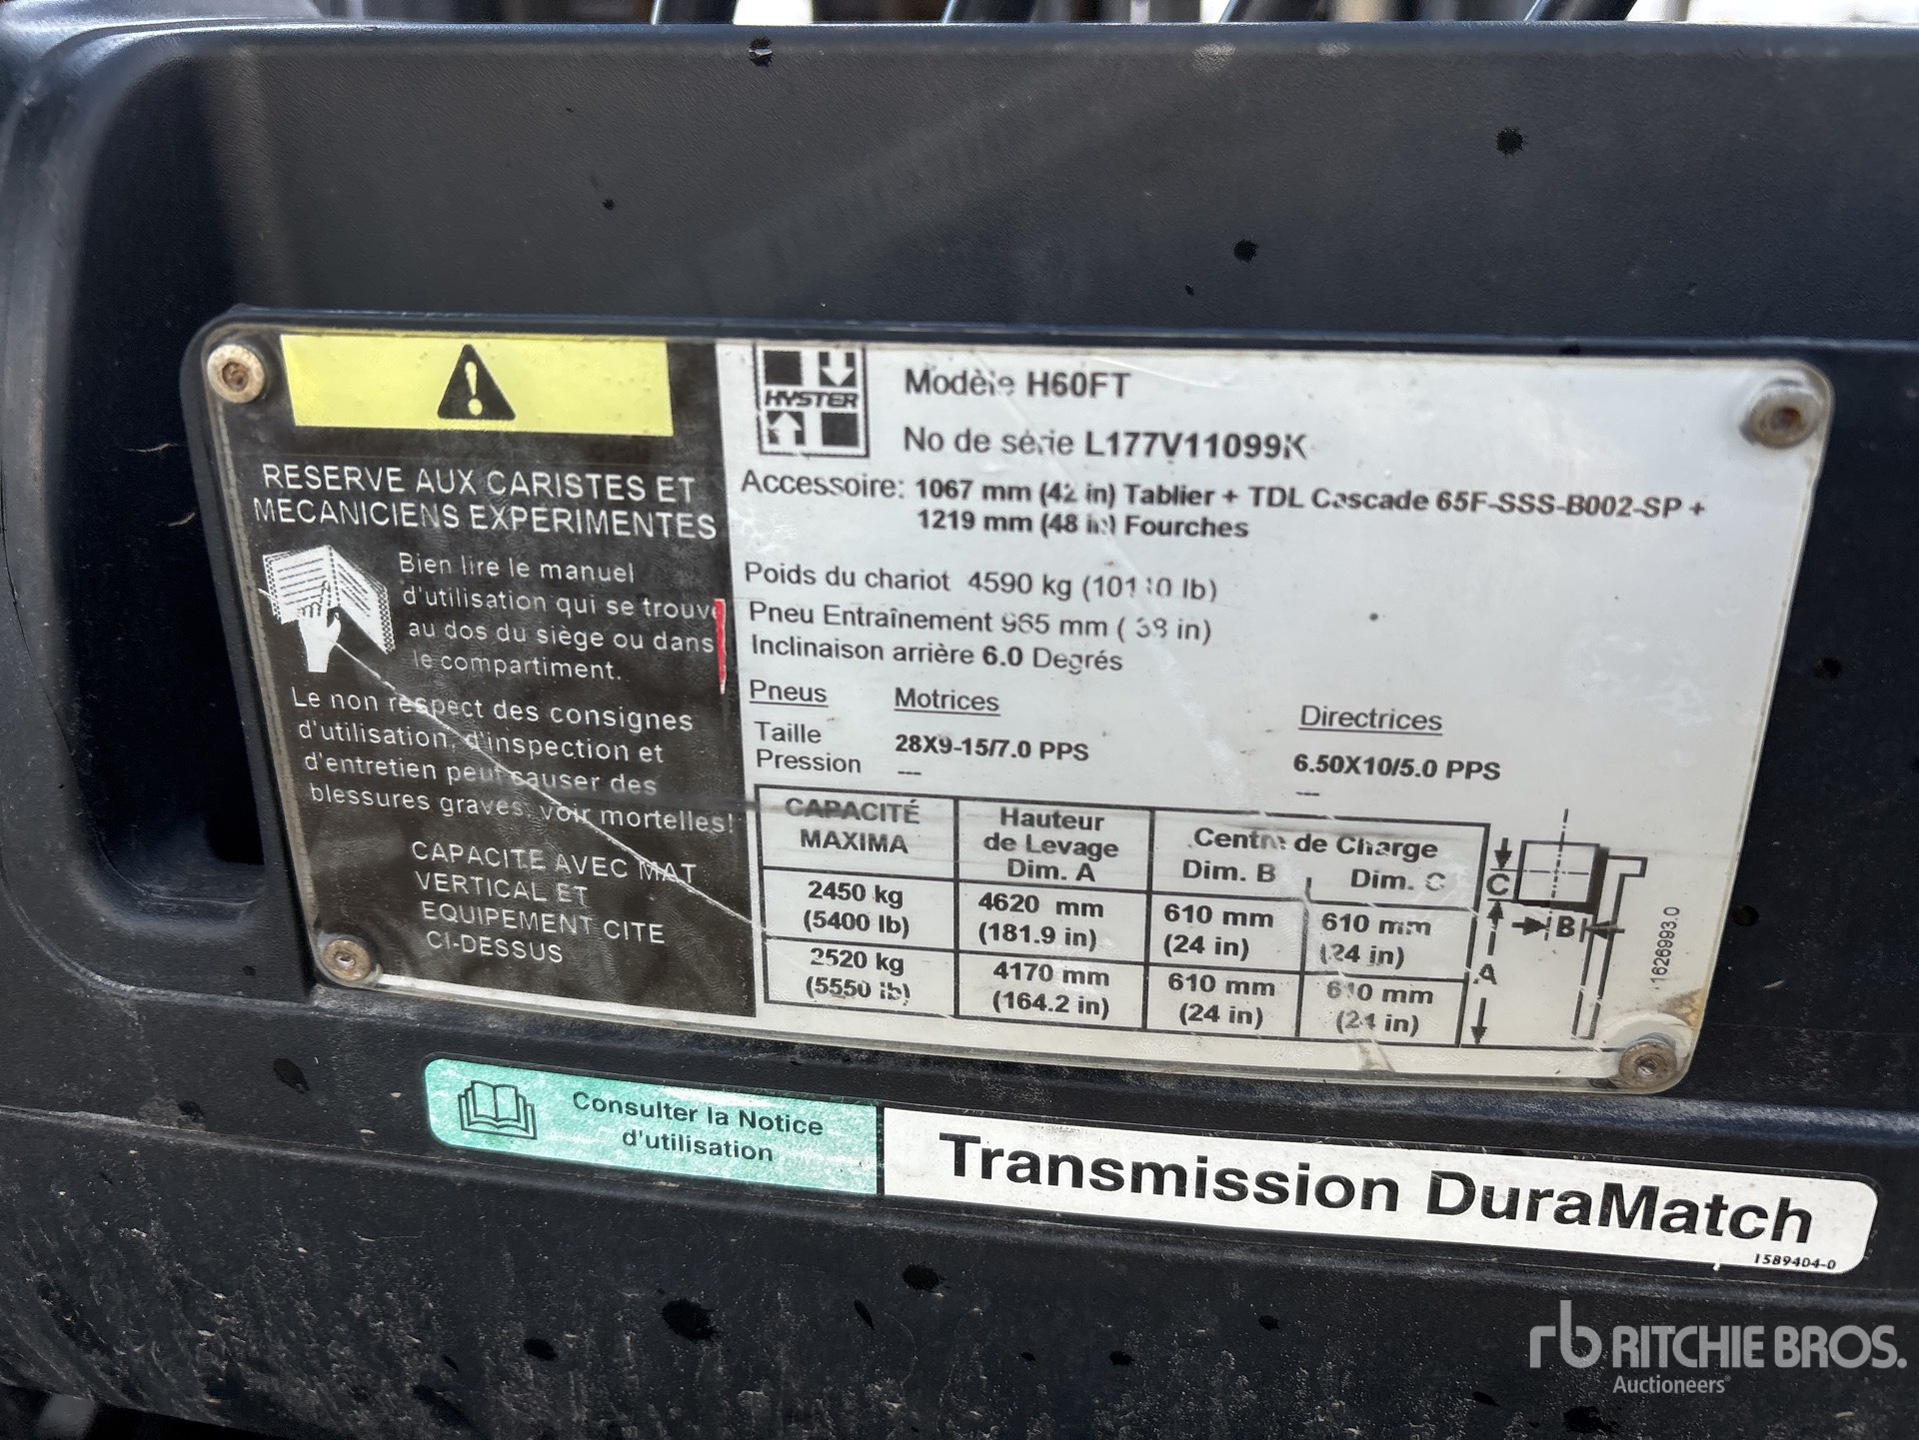 RESERVE AUX CARISTES ET
MECANICIENS EXPERIMENTES
Bien lire le manuel
d'utilisation qui se trouve
au dos du siège ou dans
le compartiment.
Le non respect des consignes
d'utilisation, d'inspection et
d'entretien peut causer des
blessures graves, voir mortelles!
CAPACITE AVEC MAT
VERTICAL ET
EQUIPEMENT CITE
CI-DESSUS
HYSTER
Modèle H60FT
No de série L177V11099K
Accessoire: 1067 mm (42 in) Tablier + TDL Cascade 65F-SSS-B002-SP +
1219 mm (48 in) Fourches
Poids du chariot 4590 kg lb)
Pneu Entraînement 965 mm ( 38 in)
Inclinaison arrière 6.0 Degrés
Pneus Motrices Directrices
Taille 28X9-15/7.0 PPS 6.50X10/5.0 PPS
Pression --- ---
CAPACITÉ MAXIMA
Hauteur de Levage Dim. A
Centre de Charge
Dim. B Dim. C
2450 kg 4620 mm 610 mm 610 mm
(5400 lb) (181.9 in) (24 in) (24 in)
2520 kg 4170 mm 610 mm 610 mm
(5550 lb) (164.2 in) (24 in) (24 in)
C
B
A
1626993.0
Consulter la Notice
d'utilisation
Transmission DuraMatch
1589404-0
rb RITCHIE BROS.
Auctioneers